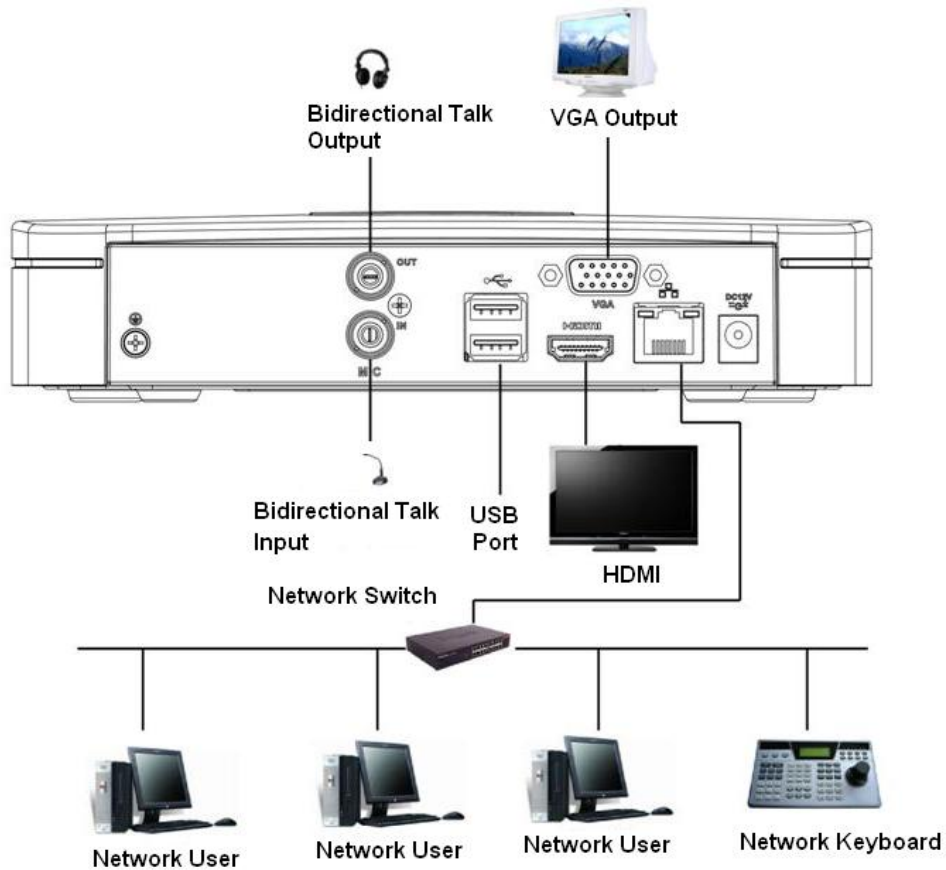 Bidirectional Talk
Output
VGA Output
OUT
VGA
DC12V
IN
HDMI
MIC
Bidirectional Talk
Input
USB
Port
HDMI
Network Switch
Network User
Network User
Network User
Network Keyboard